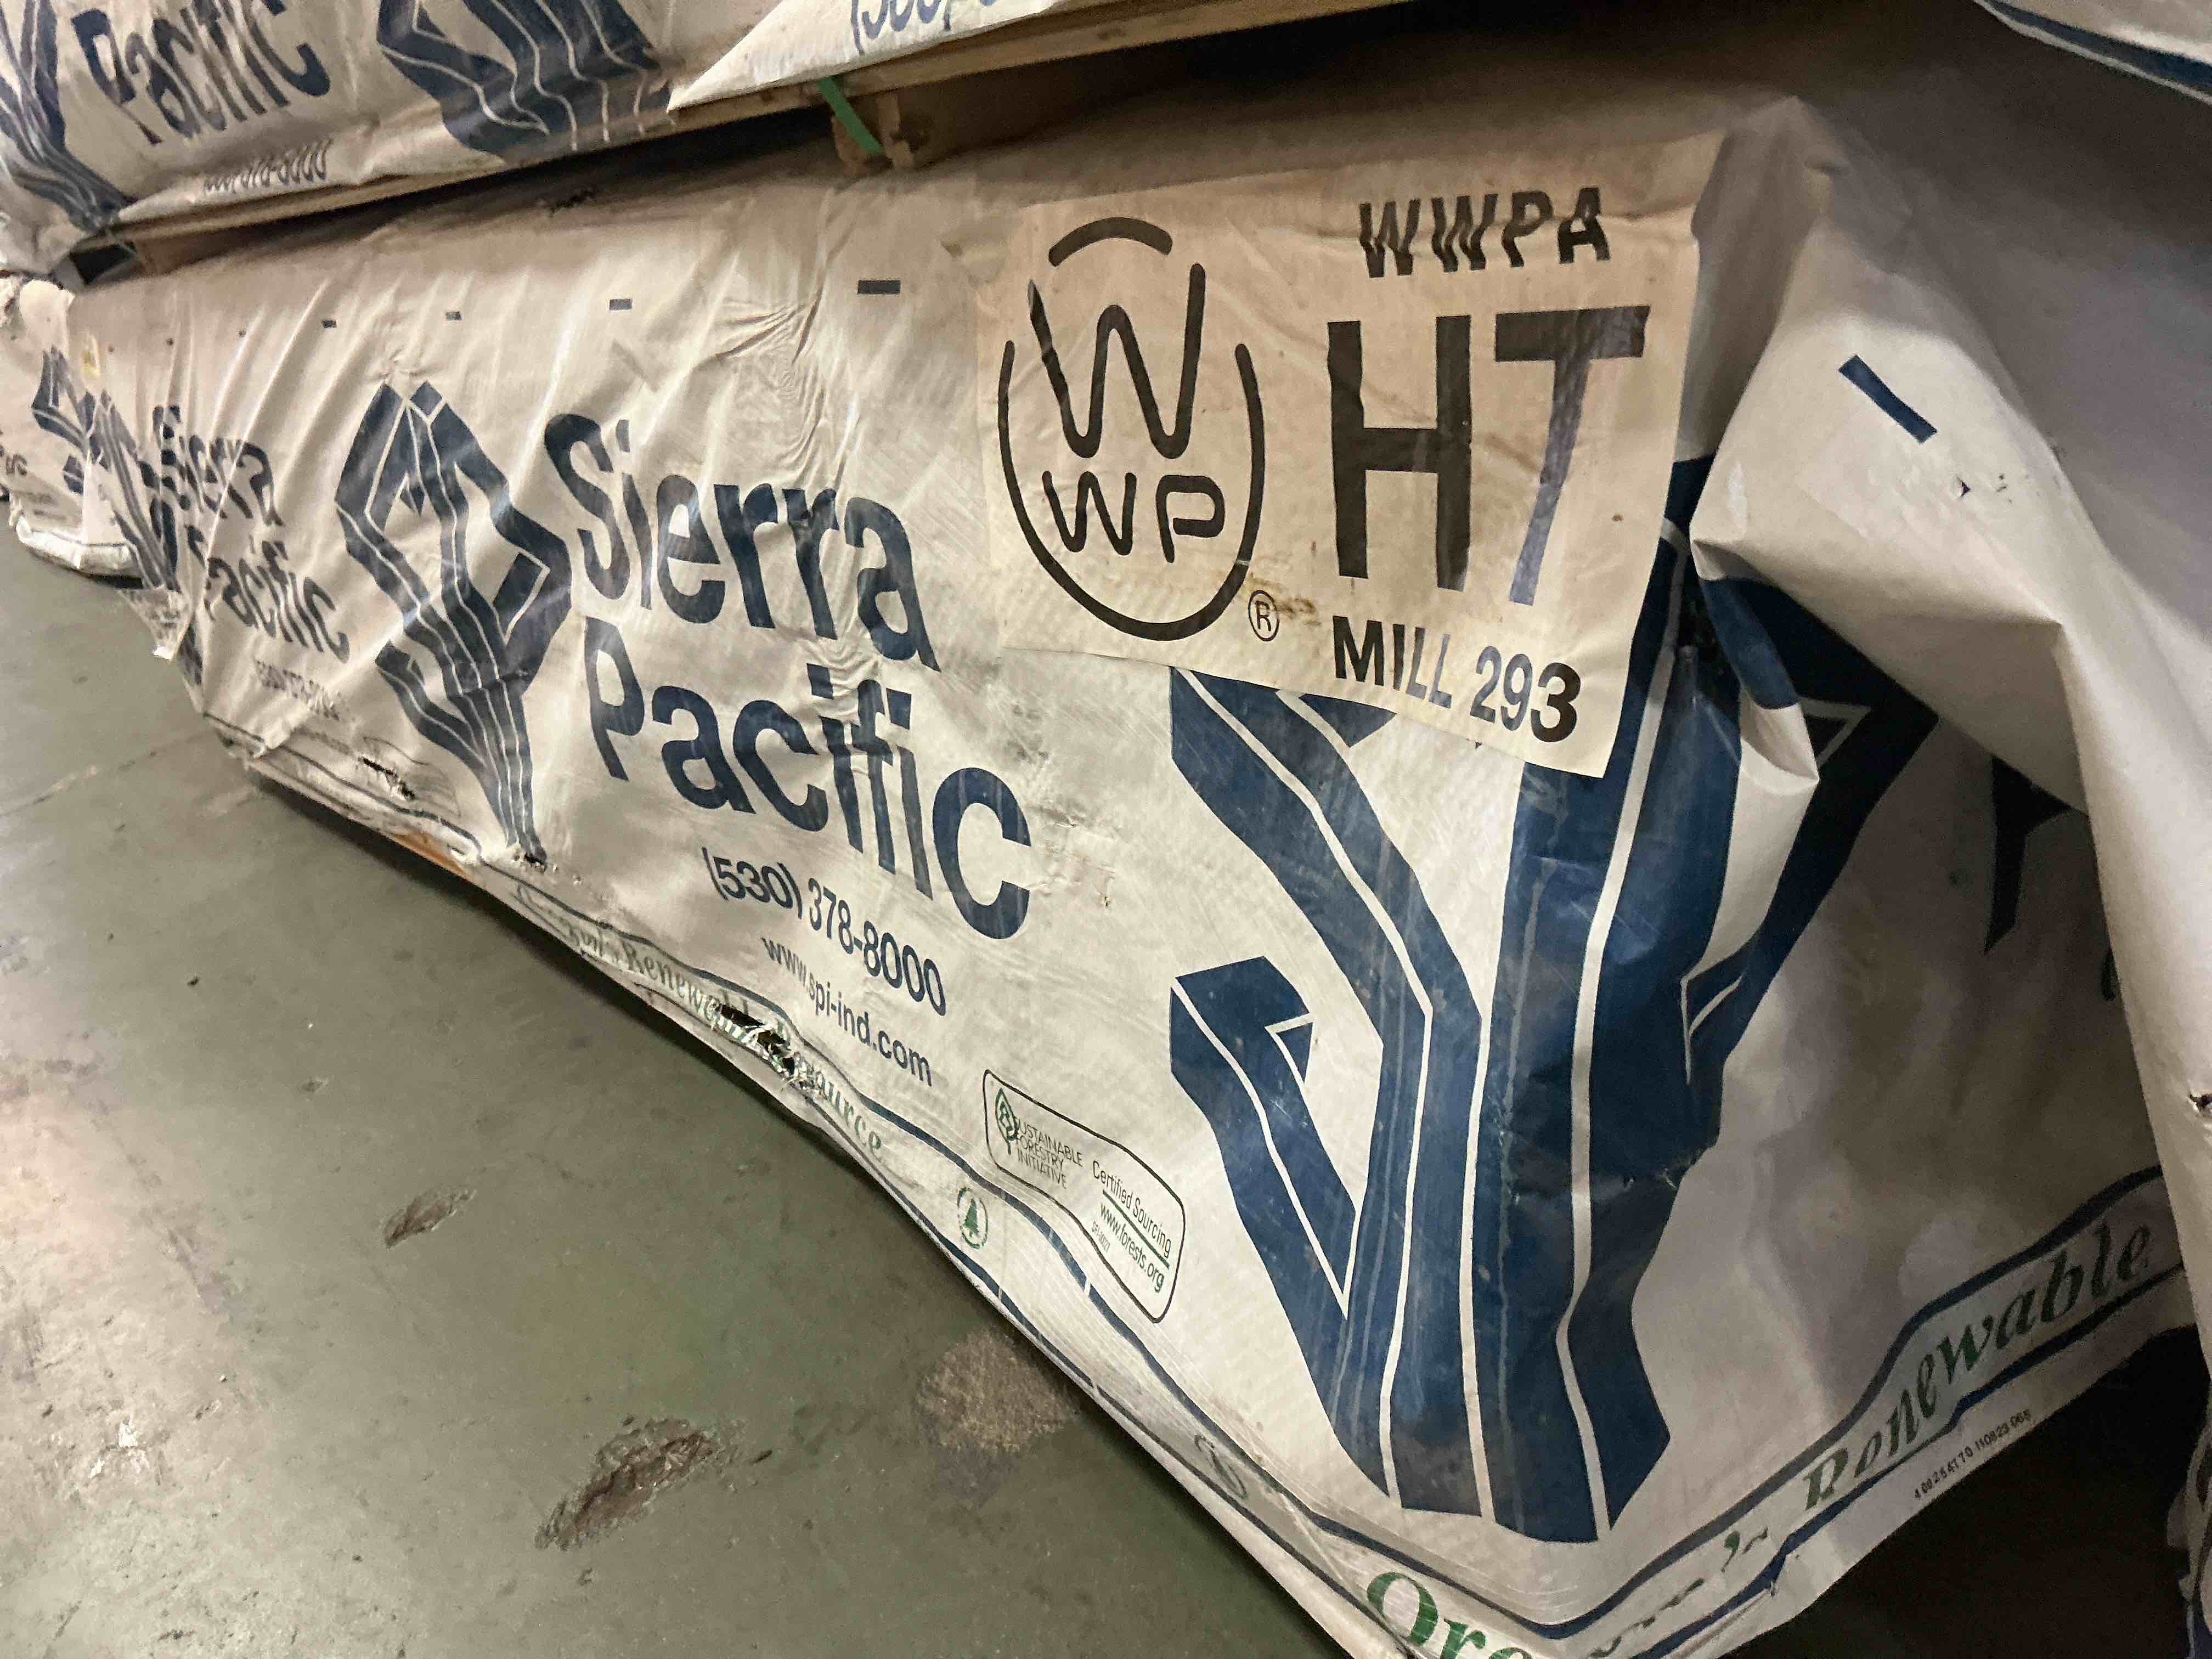 Pacific
WWPA
W
WP
®
HT
MILL 293
Sierra
Pacific
Sierra
Pacific
(530) 378-8000
www.spi-ind.com
SUSTAINABLE
FORESTRY
INITIATIVE
Certified Sourcing
www.forests.org
Renewable